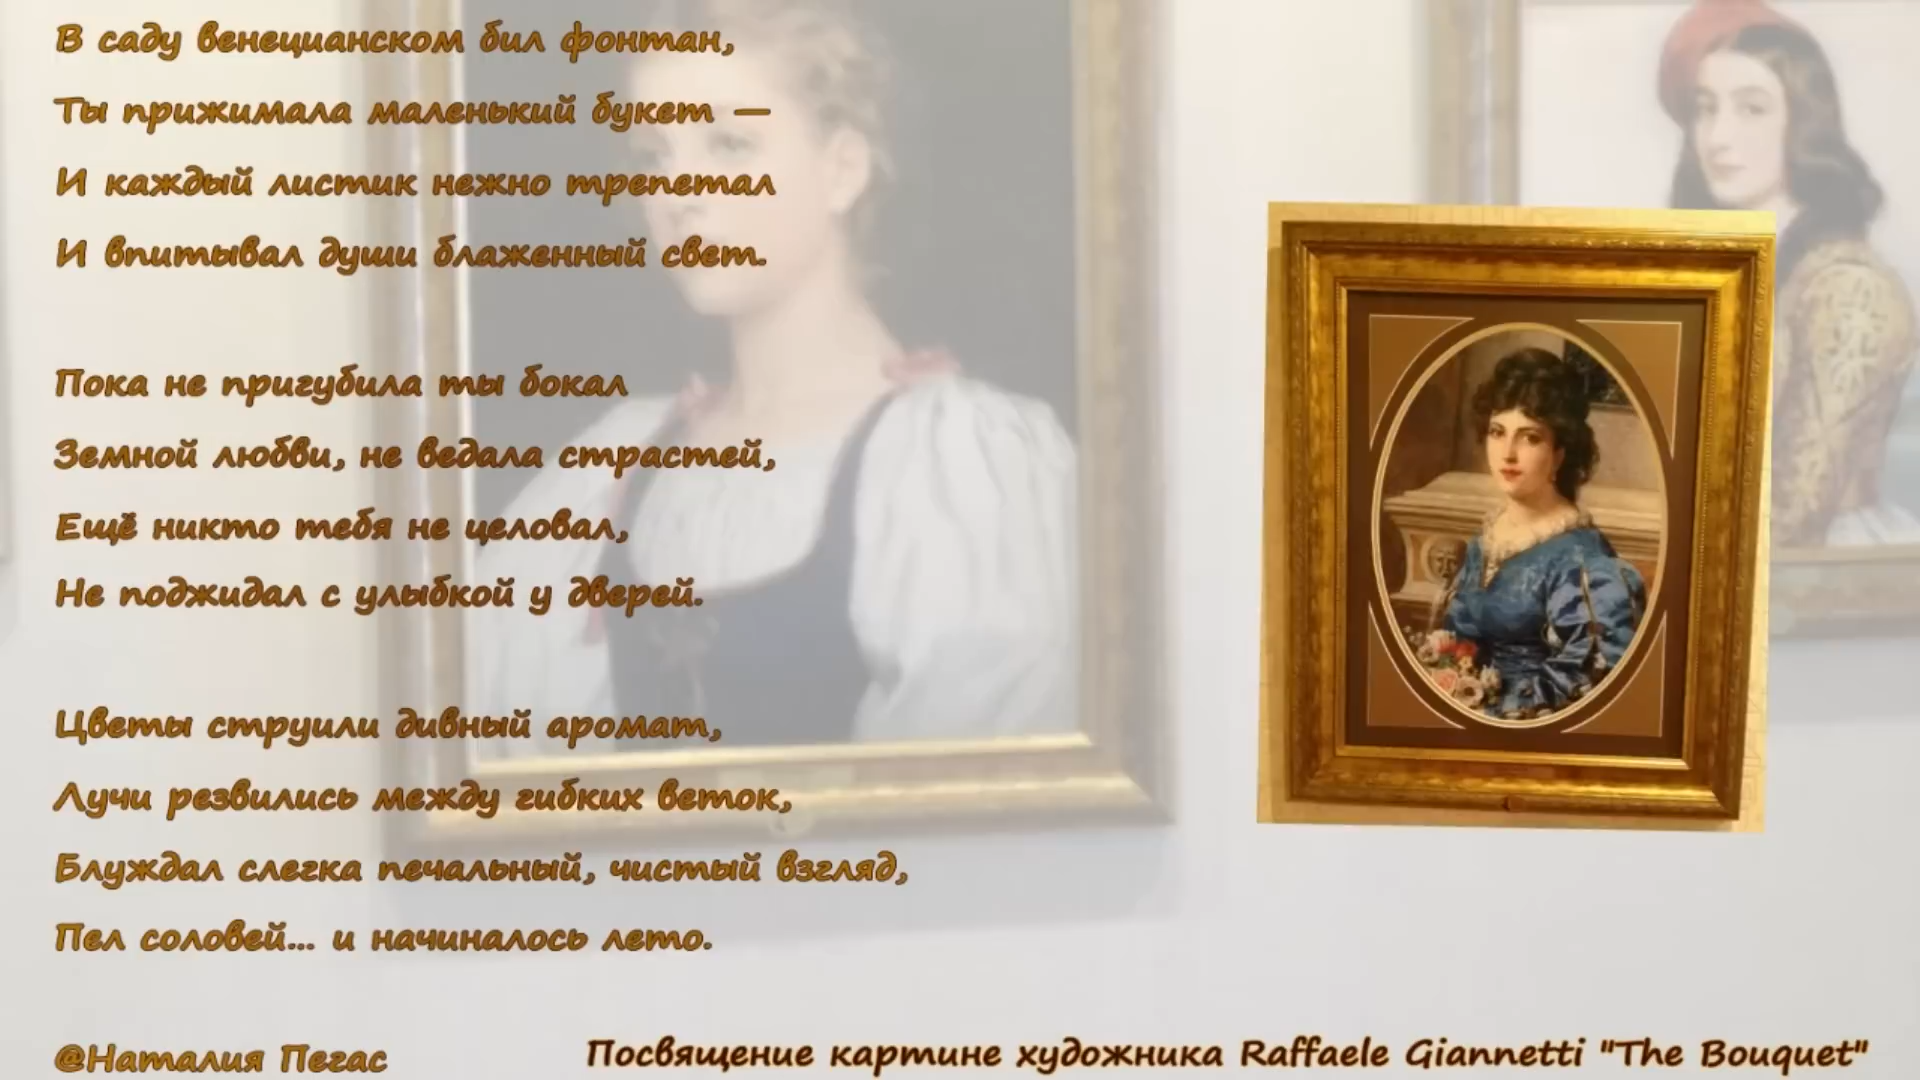 В саду венецианском бил фонтан,
Ты прижимала маленький букет —
И каждый листик нежно трепетал
И впитывал души блаженный свет.
Пока не пригубила ты бокал
Земной любви, не ведала страстей,
Ещё никто тебя не целовал,
Не поджидал с улыбкой у дверей.
Цветы струили дивный аромат,
Лучи резвились между гибких веток,
Блуждал слегка печальный, чистый взгляд,
Пел соловей... и начиналось лето.
@Наталия Пегас
Посвящение картине художника Raffaele Giannetti "The Bouquet"